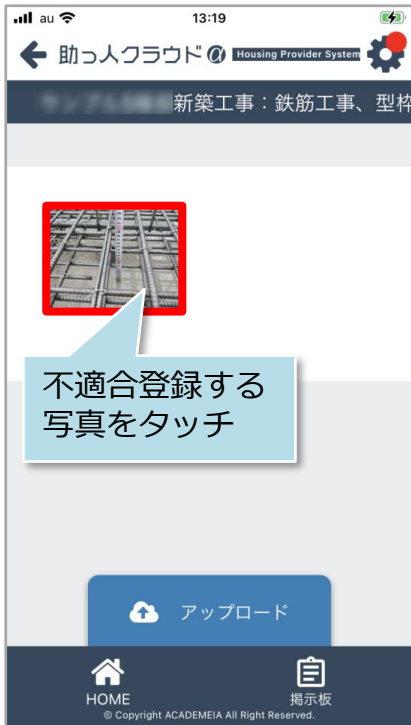 au 13:19
助っ人クラウドα Housing Provider System
新築工事：鉄筋工事、型枠
不適合登録する
写真をタッチ
アップロード
HOME 掲示板
© Copyright ACADEMEIA All Right Reserved.